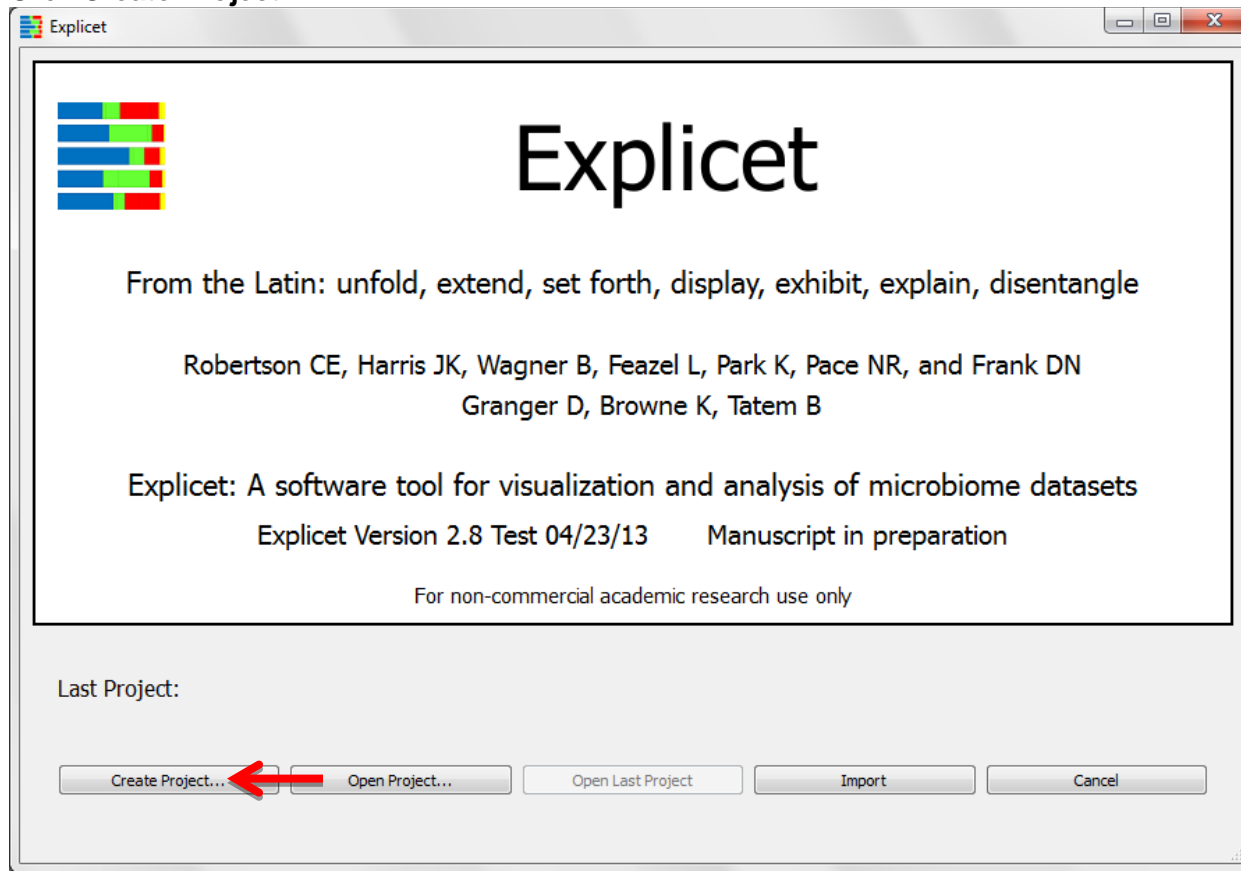 Explicet
Explicet
From the Latin: unfold, extend, set forth, display, exhibit, explain, disentangle
Robertson CE, Harris JK, Wagner B, Feazel L, Park K, Pace NR, and Frank DN
Granger D, Browne K, Tatem B
Explicet: A software tool for visualization and analysis of microbiome datasets
Explicet Version 2.8 Test 04/23/13 Manuscript in preparation
For non-commercial academic research use only
Last Project:
Create Project... Open Project... Open Last Project Import Cancel